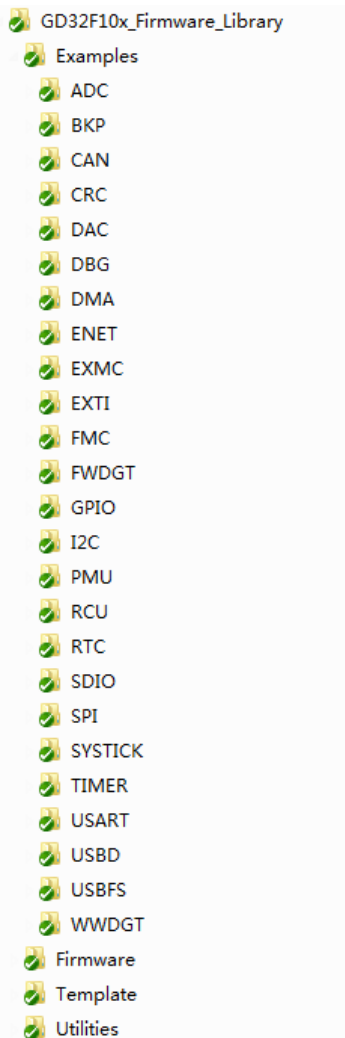 GD32F10x_Firmware_Library
Examples
ADC
BKP
CAN
CRC
DAC
DBG
DMA
ENET
EXMC
EXTI
FMC
FWDGT
GPIO
I2C
PMU
RCU
RTC
SDIO
SPI
SYSTICK
TIMER
USART
USBD
USBFS
WWDGT
Firmware
Template
Utilities